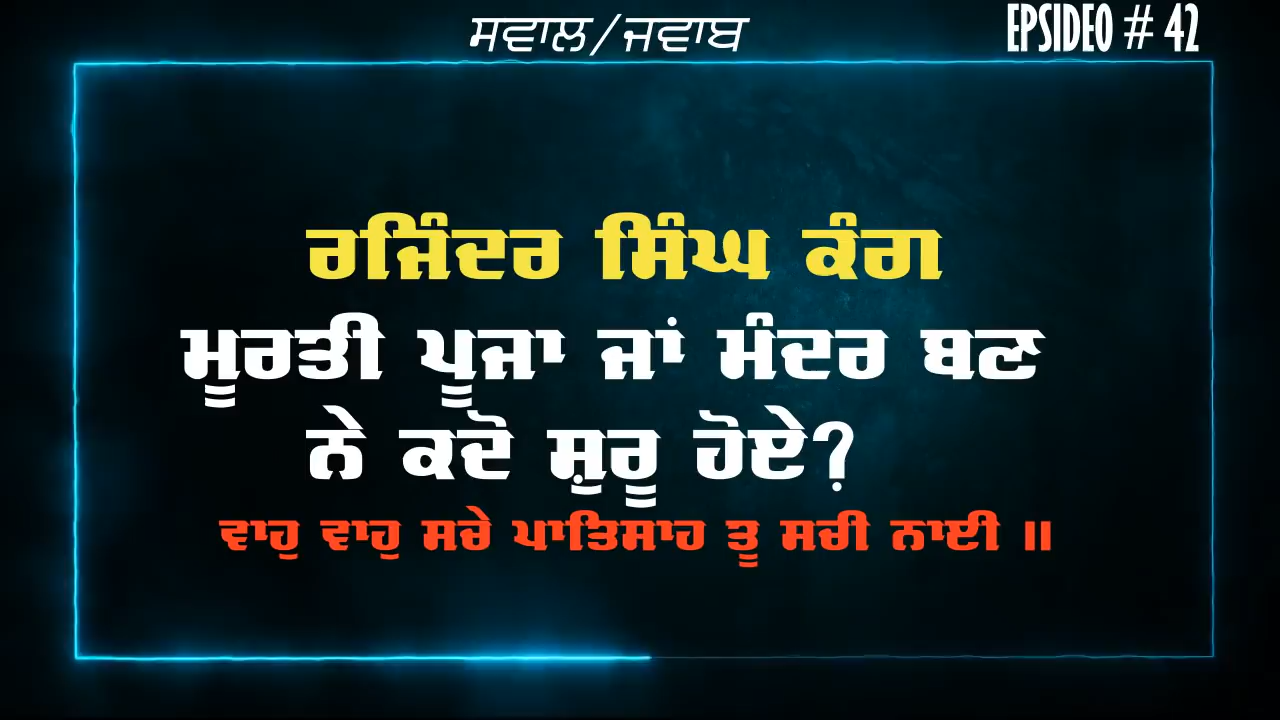 ਸਵਾਲ/ਜਵਾਬ
EPSIDEO # 42
ਰਜਿੰਦਰ ਸਿੰਘ ਕੰਗ
ਮੂਰਤੀ ਪੂਜਾ ਜਾਂ ਮੰਦਰ ਬਣ
ਨੇ ਕਦੋ ਸ਼ੁਰੂ ਹੋਏ?
ਵਾਹੁ ਵਾਹੁ ਸਚੇ ਪਾਤਿਸਾਹ ਤੂ ਸਚੀ ਨਾਈ ॥